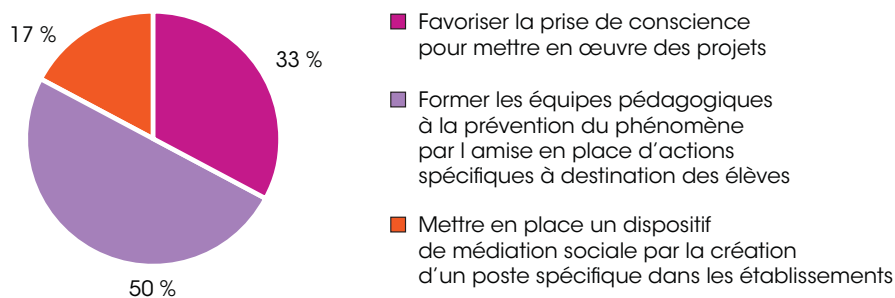 17 %
33 %
50 %
Favoriser la prise de conscience
pour mettre en œuvre des projets
Former les équipes pédagogiques
à la prévention du phénomène
par l amise en place d'actions
spécifiques à destination des élèves
Mettre en place un dispositif
de médiation sociale par la création
d'un poste spécifique dans les établissements